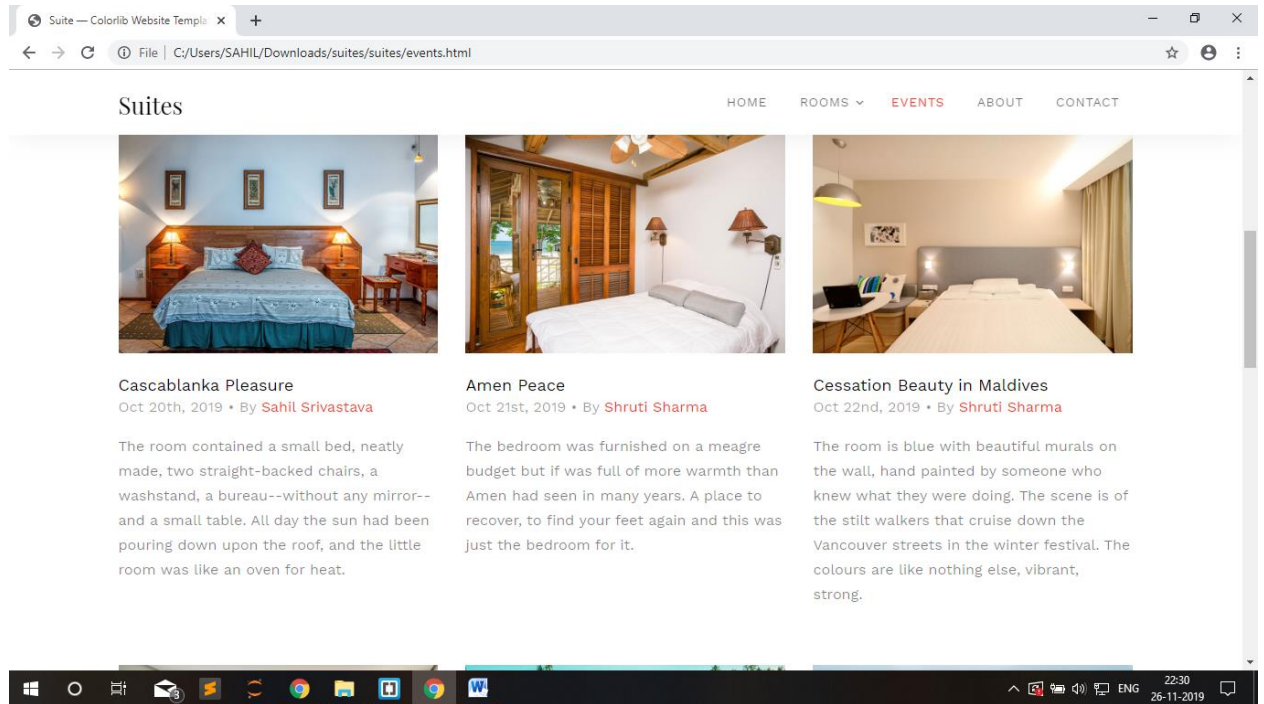 Suite — Colorlib Website Templa
File | C:/Users/SAHIL/Downloads/suites/suites/events.html
Suites
HOME ROOMS EVENTS ABOUT CONTACT
Cascablanka Pleasure
Oct 20th, 2019 • By Sahil Srivastava
The room contained a small bed, neatly
made, two straight-backed chairs, a
washstand, a bureau--without any mirror--
and a small table. All day the sun had been
pouring down upon the roof, and the little
room was like an oven for heat.
Amen Peace
Oct 21st, 2019 • By Shruti Sharma
The bedroom was furnished on a meagre
budget but if was full of more warmth than
Amen had seen in many years. A place to
recover, to find your feet again and this was
just the bedroom for it.
Cessation Beauty in Maldives
Oct 22nd, 2019 • By Shruti Sharma
The room is blue with beautiful murals on
the wall, hand painted by someone who
knew what they were doing. The scene is of
the stilt walkers that cruise down the
Vancouver streets in the winter festival. The
colours are like nothing else, vibrant,
strong.
3
ENG
22:30
26-11-2019